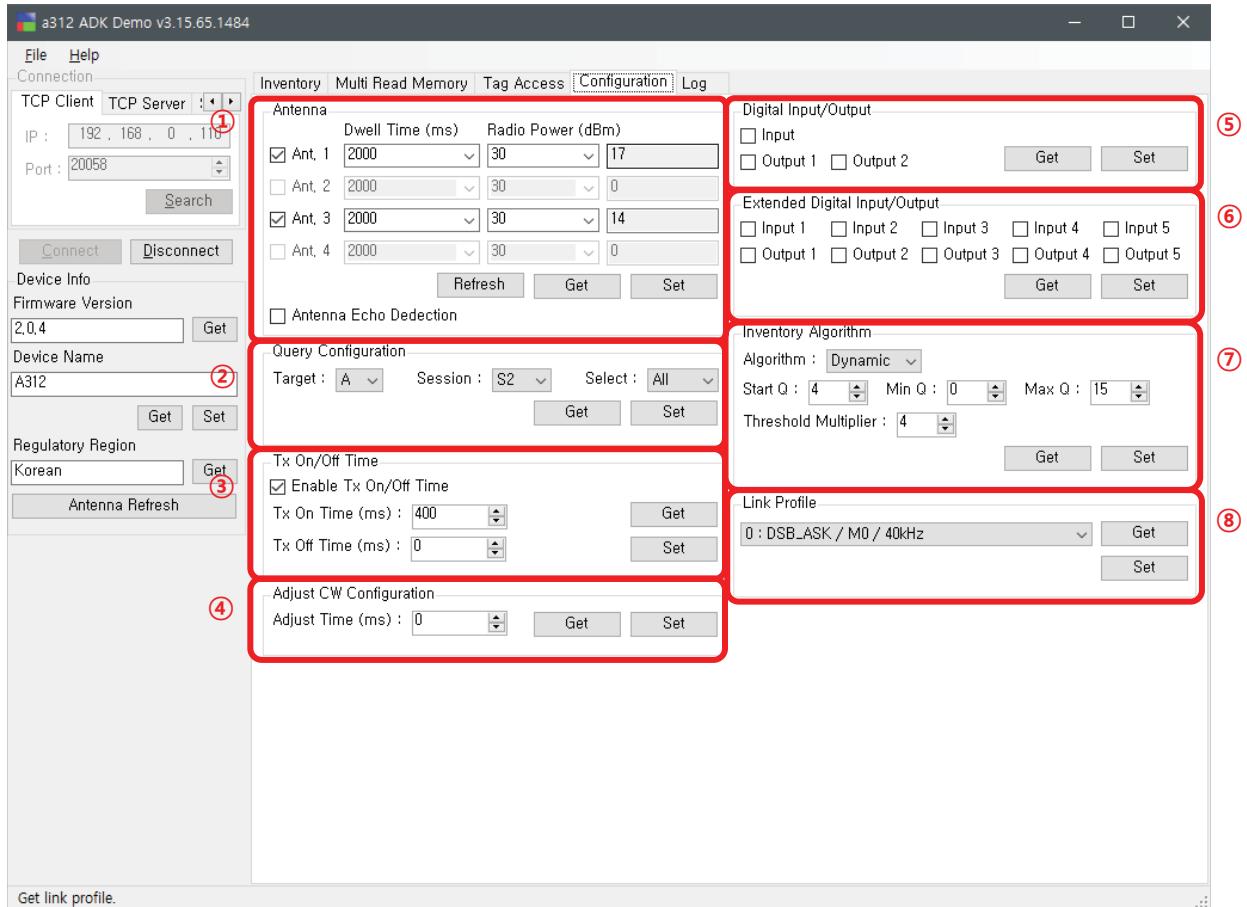 a312 ADK Demo v3.15.65.1484
File Help
Connection
TCP Client TCP Server
①
IP : 192 . 168 . 0 . 110
Port : 20058
Search
Connect Disconnect
Device Info
Firmware Version
2.0.4 Get
Device Name
A312
②
Get Set
Regulatory Region
Korean Get
③
Antenna Refresh
④
Inventory Multi Read Memory Tag Access Configuration Log
Antenna
Dwell Time (ms) Radio Power (dBm)
Ant. 1 2000 30 17
Ant. 2 2000 30 0
Ant. 3 2000 30 14
Ant. 4 2000 30 0
Refresh Get Set
Antenna Echo Dedection
Query Configuration
Target : A Session : S2 Select : All
Get Set
Tx On/Off Time
Enable Tx On/Off Time
Tx On Time (ms) : 400 Get
Tx Off Time (ms) : 0 Set
Adjust CW Configuration
Adjust Time (ms) : 0 Get Set
Digital Input/Output
⑤
Input
Output 1 Output 2 Get Set
Extended Digital Input/Output
⑥
Input 1 Input 2 Input 3 Input 4 Input 5
Output 1 Output 2 Output 3 Output 4 Output 5
Get Set
Inventory Algorithm
⑦
Algorithm : Dynamic
Start Q : 4 Min Q : 0 Max Q : 15
Threshold Multiplier : 4
Get Set
Link Profile
⑧
0 : DSB_ASK / M0 / 40kHz Get
Set
Get link profile.